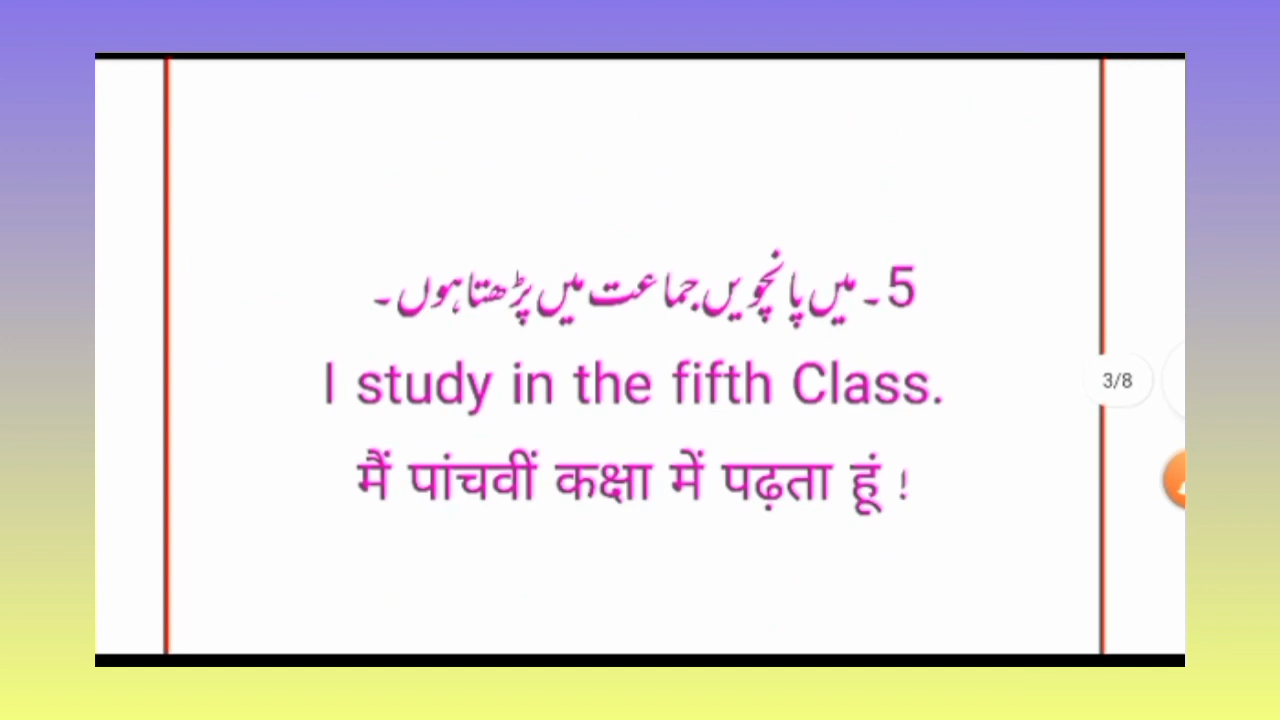 5۔ میں پانچویں جماعت میں پڑھتا ہوں۔
I study in the fifth Class.
3/8
मैं पांचवीं कक्षा में पढ़ता हूं !